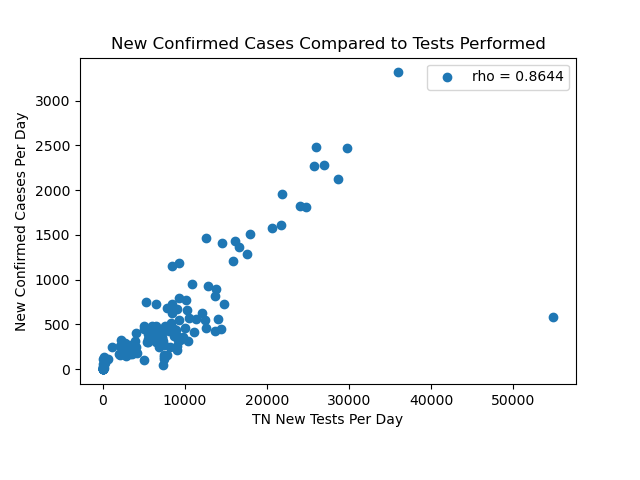 New Confirmed Cases Compared to Tests Performed
rho = 0.8644
New Confirmed Caeses Per Day
3000
2500
2000
1500
1000
500
0
0 10000 20000 30000 40000 50000
TN New Tests Per Day